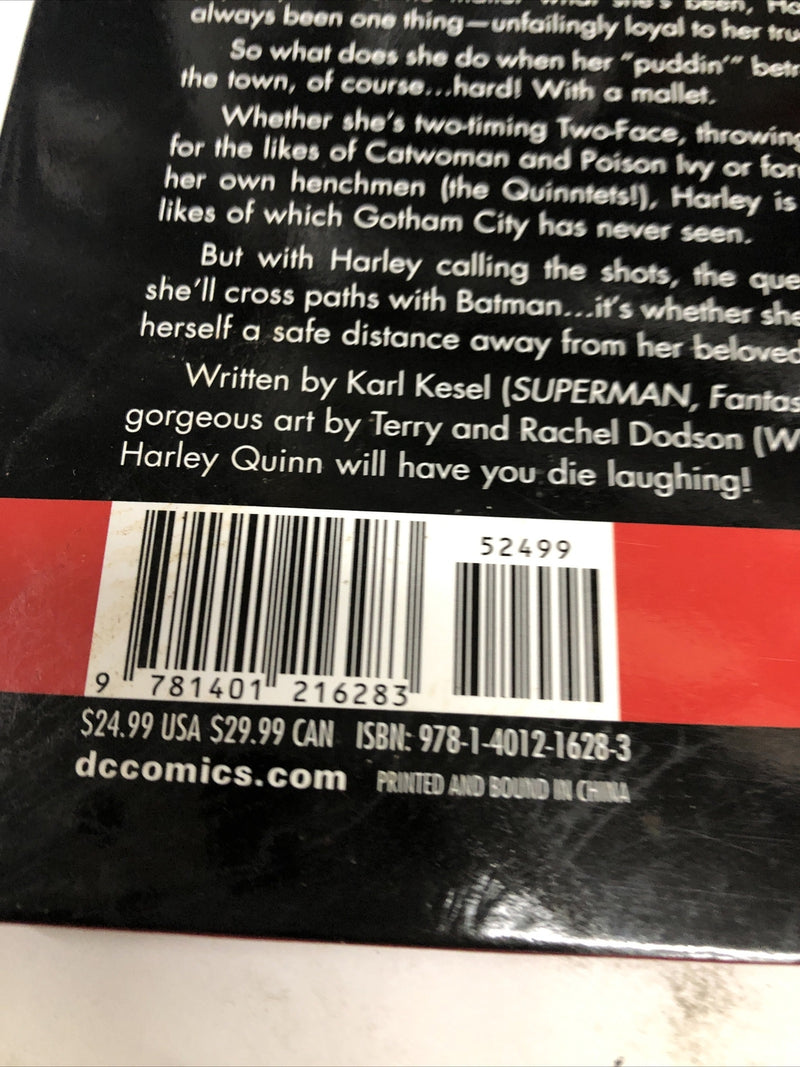 always been one thing—unfailingly loyal to her
So what does she do when her "puddin'"
the town, of course...hard! With a mallet.
Whether she's two-timing Two-Face, throwing
for the likes of Catwoman and Poison Ivy or
her own henchmen (the Quinntets!), Harley is
likes of which Gotham City has never seen.
But with Harley calling the shots, the
she'll cross paths with Batman...it's whether
herself a safe distance away from her beloved
Written by Karl Kesel (SUPERMAN,
gorgeous art by Terry and Rachel Dodson (W
Harley Quinn will have you die laughing!
52499
9 781401 216283
$24.99 USA $29.99 CAN ISBN: 978-1-4012-1628-3
dccomics.com PRINTED AND BOUND IN CHINA